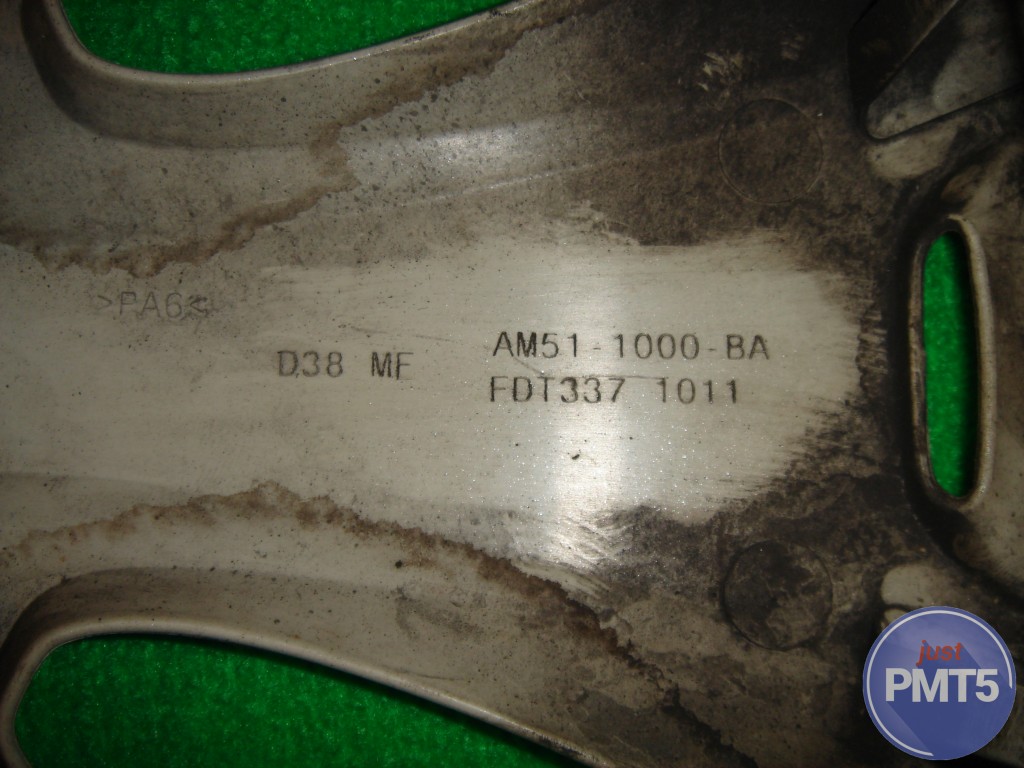 >PA6<
D38 MF
AM51-1000-BA
FDT337 1011
just
PMT5